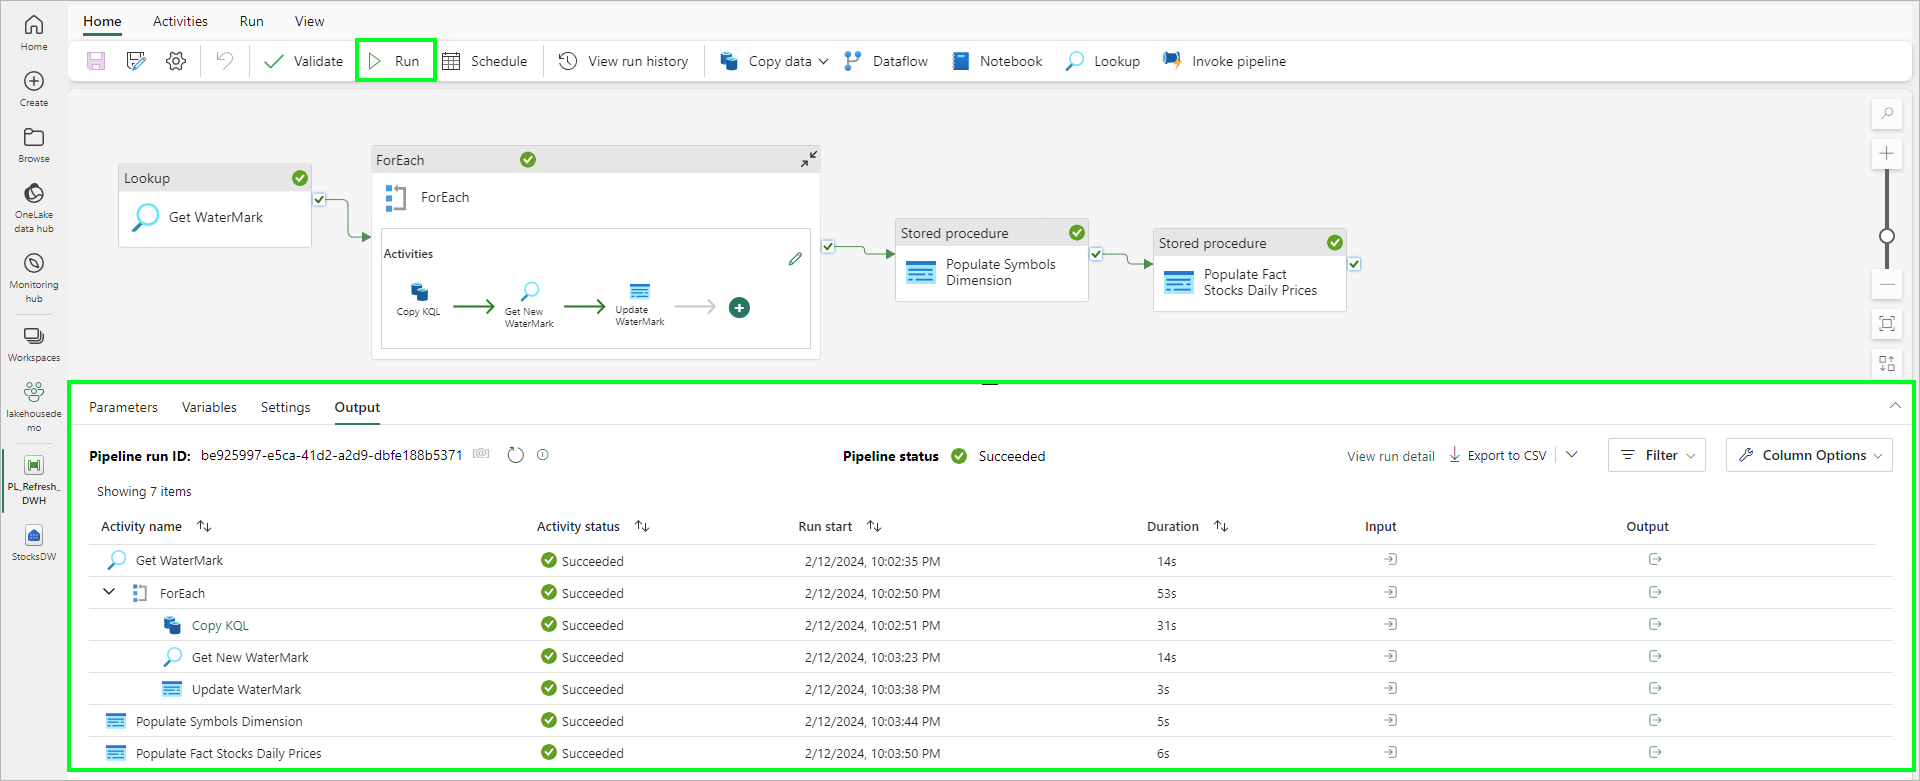 Home Activities Run View
Validate Run Schedule View run history Copy data Dataflow Notebook Lookup Invoke pipeline
Home
Create
Browse
OneLake
data hub
Monitoring
hub
Workspaces
lakehousede
mo
PL_Refresh_
DWH
StocksDW
Lookup
Get WaterMark
ForEach
ForEach
Activities
Copy KQL
Get New
WaterMark
Update
WaterMark
Stored procedure
Populate Symbols
Dimension
Stored procedure
Populate Fact
Stocks Daily Prices
Parameters Variables Settings Output
Pipeline run ID: be925997-e5ca-41d2-a2d9-dbfe188b5371 Pipeline status Succeeded View run detail Export to CSV Filter Column Options
Showing 7 items
Activity name Activity status Run start Duration Input Output
Get WaterMark Succeeded 2/12/2024, 10:02:35 PM 14s
ForEach Succeeded 2/12/2024, 10:02:50 PM 53s
Copy KQL Succeeded 2/12/2024, 10:02:51 PM 31s
Get New WaterMark Succeeded 2/12/2024, 10:03:23 PM 14s
Update WaterMark Succeeded 2/12/2024, 10:03:38 PM 3s
Populate Symbols Dimension Succeeded 2/12/2024, 10:03:44 PM 5s
Populate Fact Stocks Daily Prices Succeeded 2/12/2024, 10:03:50 PM 6s